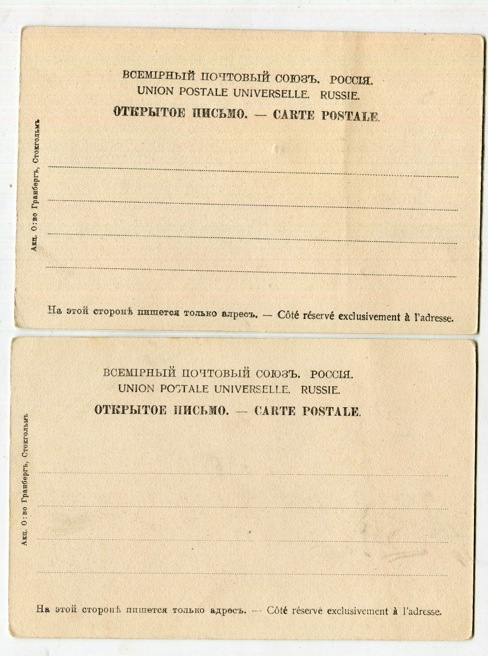 ВСЕМІРНЫЙ ПОЧТОВЫЙ СОЮЗЪ. РОССІЯ.
UNION POSTALE UNIVERSELLE. RUSSIE.
ОТКРЫТОЕ ПИСЬМО. — CARTE POSTALE.
Акц. О:во Гранбергъ, Стокгольмъ
На этой сторонѣ пишется только адресъ. — Côté réservé exclusivement à l'adresse.
ВСЕМІРНЫЙ ПОЧТОВЫЙ СОЮЗЪ. РОССІЯ.
UNION POSTALE UNIVERSELLE. RUSSIE.
ОТКРЫТОЕ ПИСЬМО. — CARTE POSTALE.
Акц. О:во Гранбергъ, Стокгольмъ
На этой сторонѣ пишется только адресъ. — Côté réservé exclusivement à l'adresse.